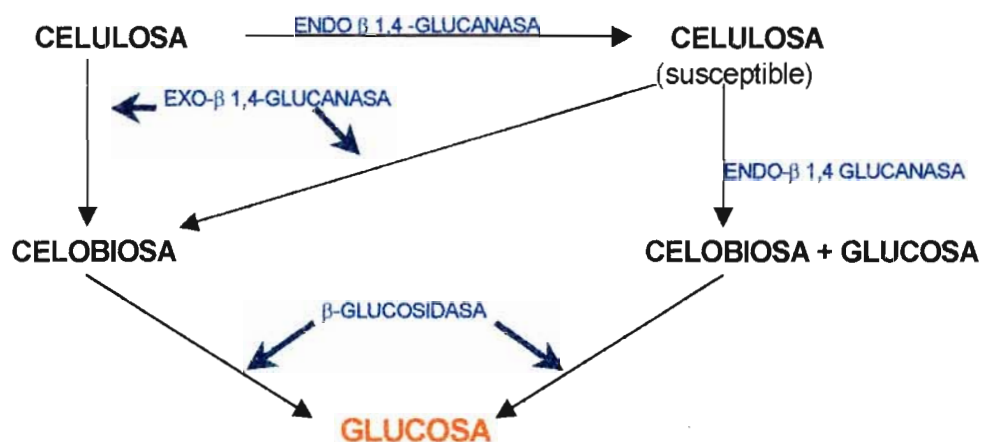 ENDO β 1,4 -GLUCANASA
CELULOSA
CELULOSA
(susceptible)
EXO-β 1,4-GLUCANASA
ENDO-β 1,4 GLUCANASA
CELOBIOSA
CELOBIOSA + GLUCOSA
β-GLUCOSIDASA
GLUCOSA